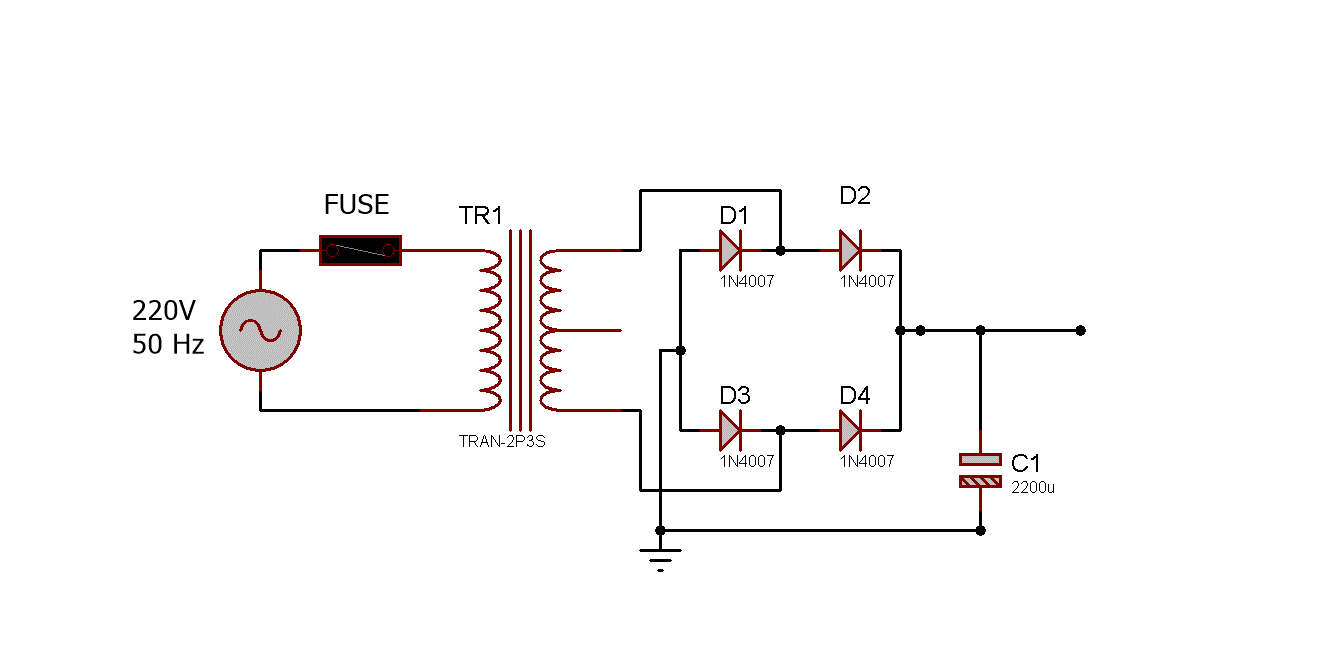 FUSE
TR1
D1
D2
1N4007
1N4007
220V
50 Hz
D3
D4
TRAN-2P3S
1N4007
1N4007
C1
2200u